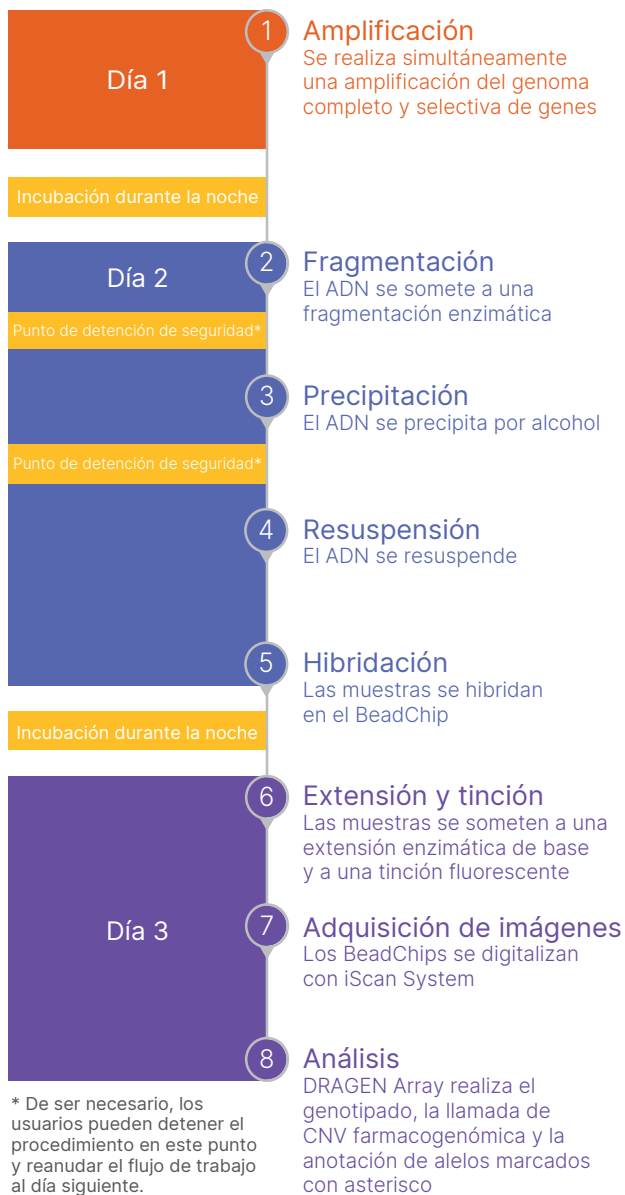 Día 1
1
Amplificación
Se realiza simultáneamente
una amplificación del genoma
completo y selectiva de genes
Incubación durante la noche
Día 2
2
Fragmentación
El ADN se somete a una
fragmentación enzimática
Punto de detención de seguridad*
3
Precipitación
El ADN se precipita por alcohol
Punto de detención de seguridad*
4
Resuspensión
El ADN se resuspende
5
Hibridación
Las muestras se hibridan
en el BeadChip
Incubación durante la noche
Día 3
6
Extensión y tinción
Las muestras se someten a una
extensión enzimática de base
y a una tinción fluorescente
7
Adquisición de imágenes
Los BeadChips se digitalizan
con iScan System
8
Análisis
DRAGEN Array realiza el
genotipado, la llamada de
CNV farmacogenómica y la
anotación de alelos marcados
con asterisco
* De ser necesario, los
usuarios pueden detener el
procedimiento en este punto
y reanudar el flujo de trabajo
al día siguiente.